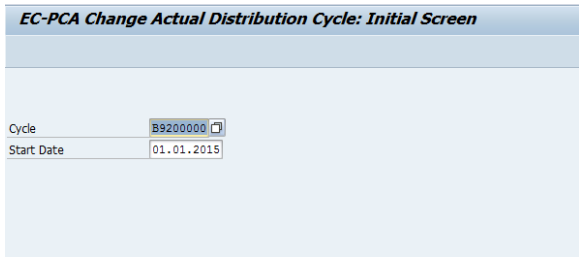 EC-PCA Change Actual Distribution Cycle: Initial Screen
Cycle B9200000
Start Date 01.01.2015